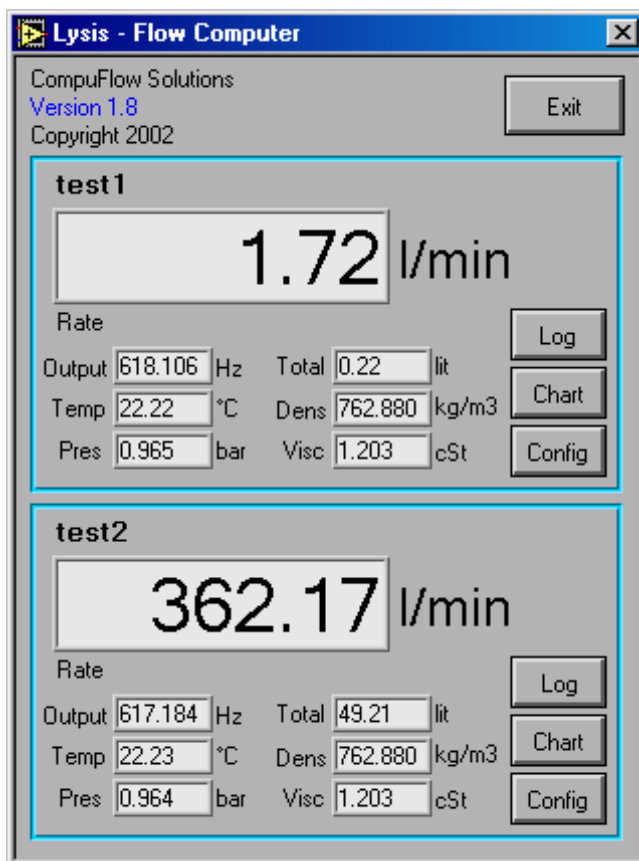 Lysis - Flow Computer
CompuFlow Solutions
Version 1.8
Copyright 2002
Exit
test1
1.72 l/min
Rate
Output 618.106 Hz Total 0.22 lit
Temp 22.22 °C Dens 762.880 kg/m3
Pres 0.965 bar Visc 1.203 cSt
Log
Chart
Config
test2
362.17 l/min
Rate
Output 617.184 Hz Total 49.21 lit
Temp 22.23 °C Dens 762.880 kg/m3
Pres 0.964 bar Visc 1.203 cSt
Log
Chart
Config